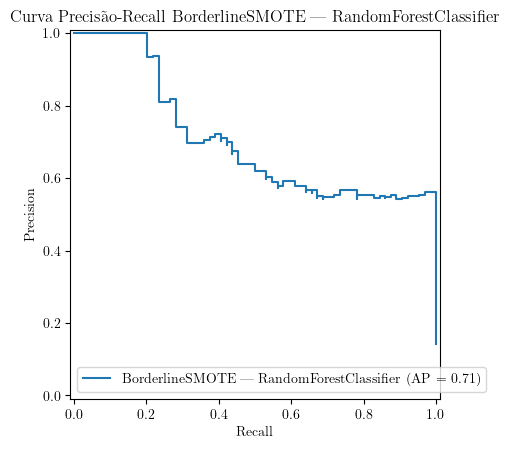 Curva Precisão-Recall BorderlineSMOTE — RandomForestClassifier
1.0
0.8
0.6
0.4
0.2
0.0
Precision
BorderlineSMOTE — RandomForestClassifier (AP = 0.71)
0.0 0.2 0.4 0.6 0.8 1.0
Recall